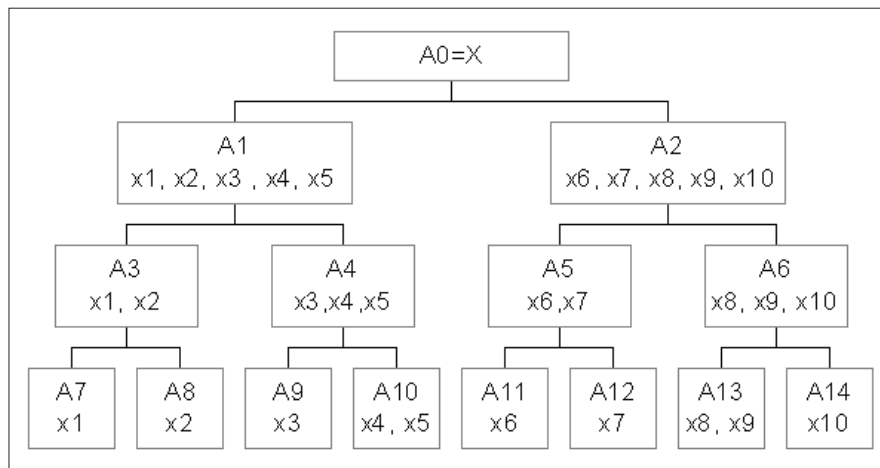 A0=X
A1
x1, x2, x3 , x4, x5
A2
x6, x7, x8, x9, x10
A3
x1, x2
A4
x3 ,x4, x5
A5
x6,x7
A6
x8, x9, x10
A7
x1
A8
x2
A9
x3
A10
x4, x5
A11
x6
A12
x7
A13
x8, x9
A14
x10